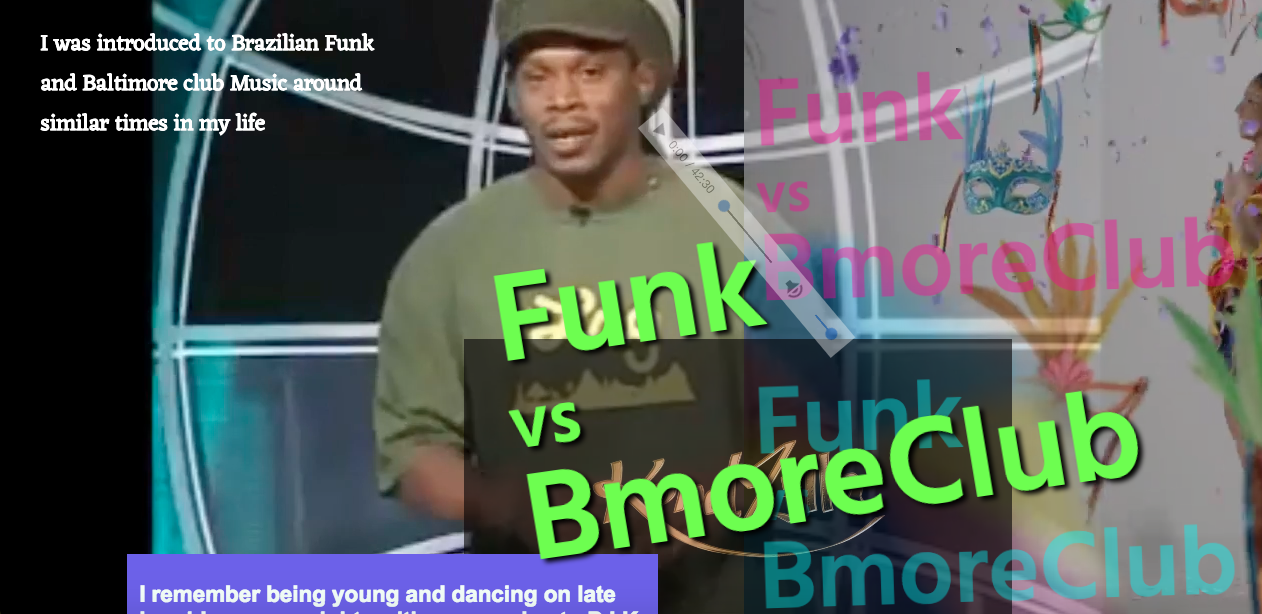 I was introduced to Brazilian Funk
and Baltimore club Music around
similar times in my life
0:00 / 42:30
Funk
vs
BmoreClub
Funk
vs
BmoreClub
Funk
BmoreClub
I remember being young and dancing on late